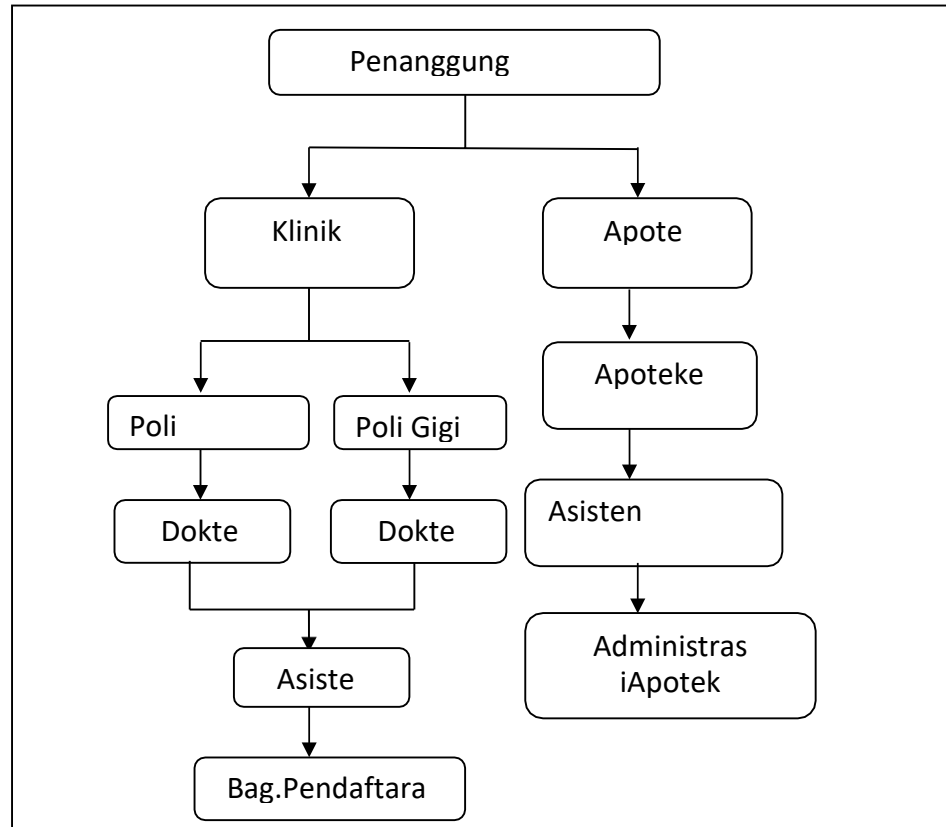 Penanggung
Klinik
Apote
Apoteke
Poli
Poli Gigi
Asisten
Dokte
Dokte
Administras
iApotek
Asiste
Bag.Pendaftara